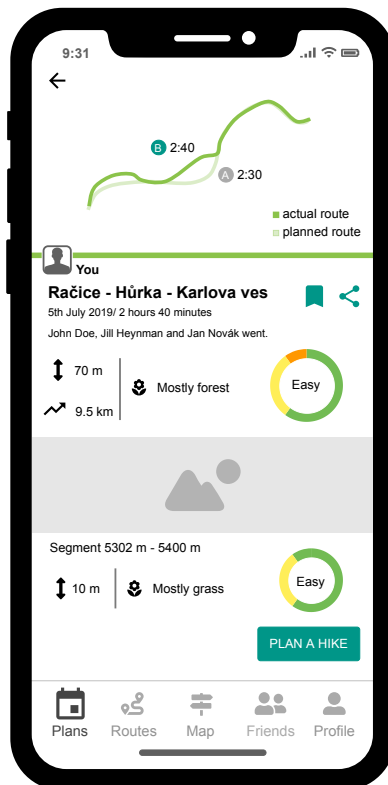 9:31
B 2:40
A 2:30
actual route
planned route
You
Račice - Hůrka - Karlova ves
5th July 2019/ 2 hours 40 minutes
John Doe, Jill Heynman and Jan Novák went.
70 m
Mostly forest
Easy
9.5 km
Segment 5302 m - 5400 m
10 m
Mostly grass
Easy
PLAN A HIKE
Plans Routes Map Friends Profile